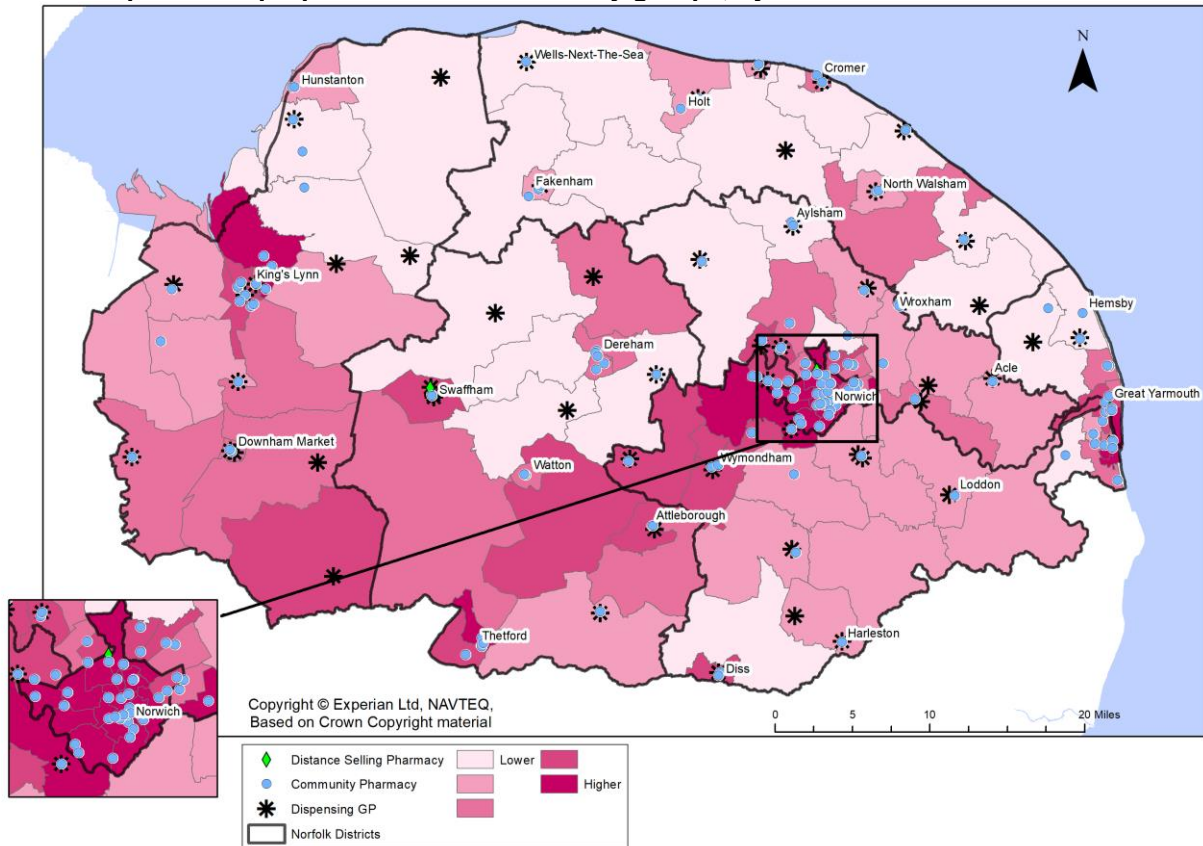 N
Wells-Next-The-Sea
Cromer
Hunstanton
Holt
Fakenham
North Walsham
Aylsham
King's Lynn
Wroxham
Hemsby
Dereham
Acle
Swaffham
Norwich
Great Yarmouth
Downham Market
Watton
Wymondham
Loddon
Attleborough
Thetford
Harleston
Diss
Norwich
Copyright © Experian Ltd, NAVTEQ,
Based on Crown Copyright material
0 5 10 20 Miles
Distance Selling Pharmacy
Lower
Community Pharmacy
Higher
Dispensing GP
Norfolk Districts